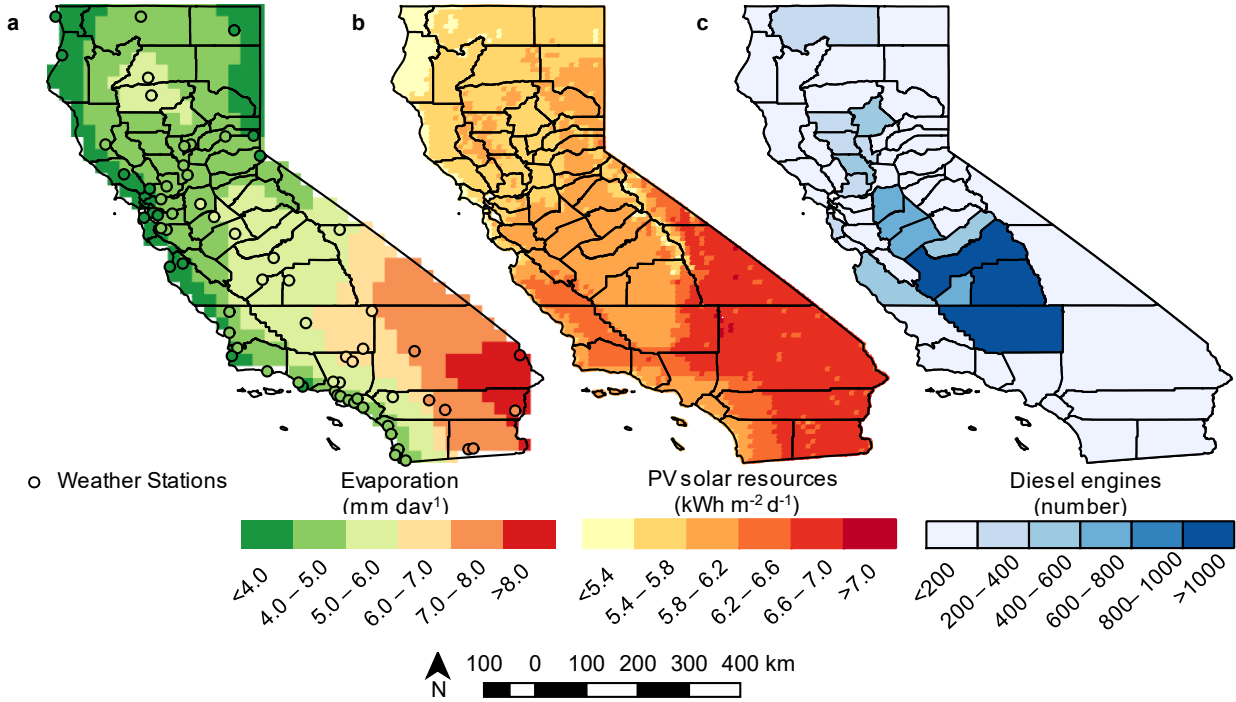 a b c
Weather Stations
Evaporation
(mm dav¹)
PV solar resources
(kWh m⁻² d⁻¹)
Diesel engines
(number)
<4.0 4.0 – 5.0 5.0 – 6.0 6.0 – 7.0 7.0 – 8.0 >8.0
<5.4 5.4 – 5.8 5.8 – 6.2 6.2 – 6.6 6.6 – 7.0 >7.0
<200 200 – 400 400 – 600 600 – 800 800– 1000 >1000
100 0 100 200 300 400 km
N